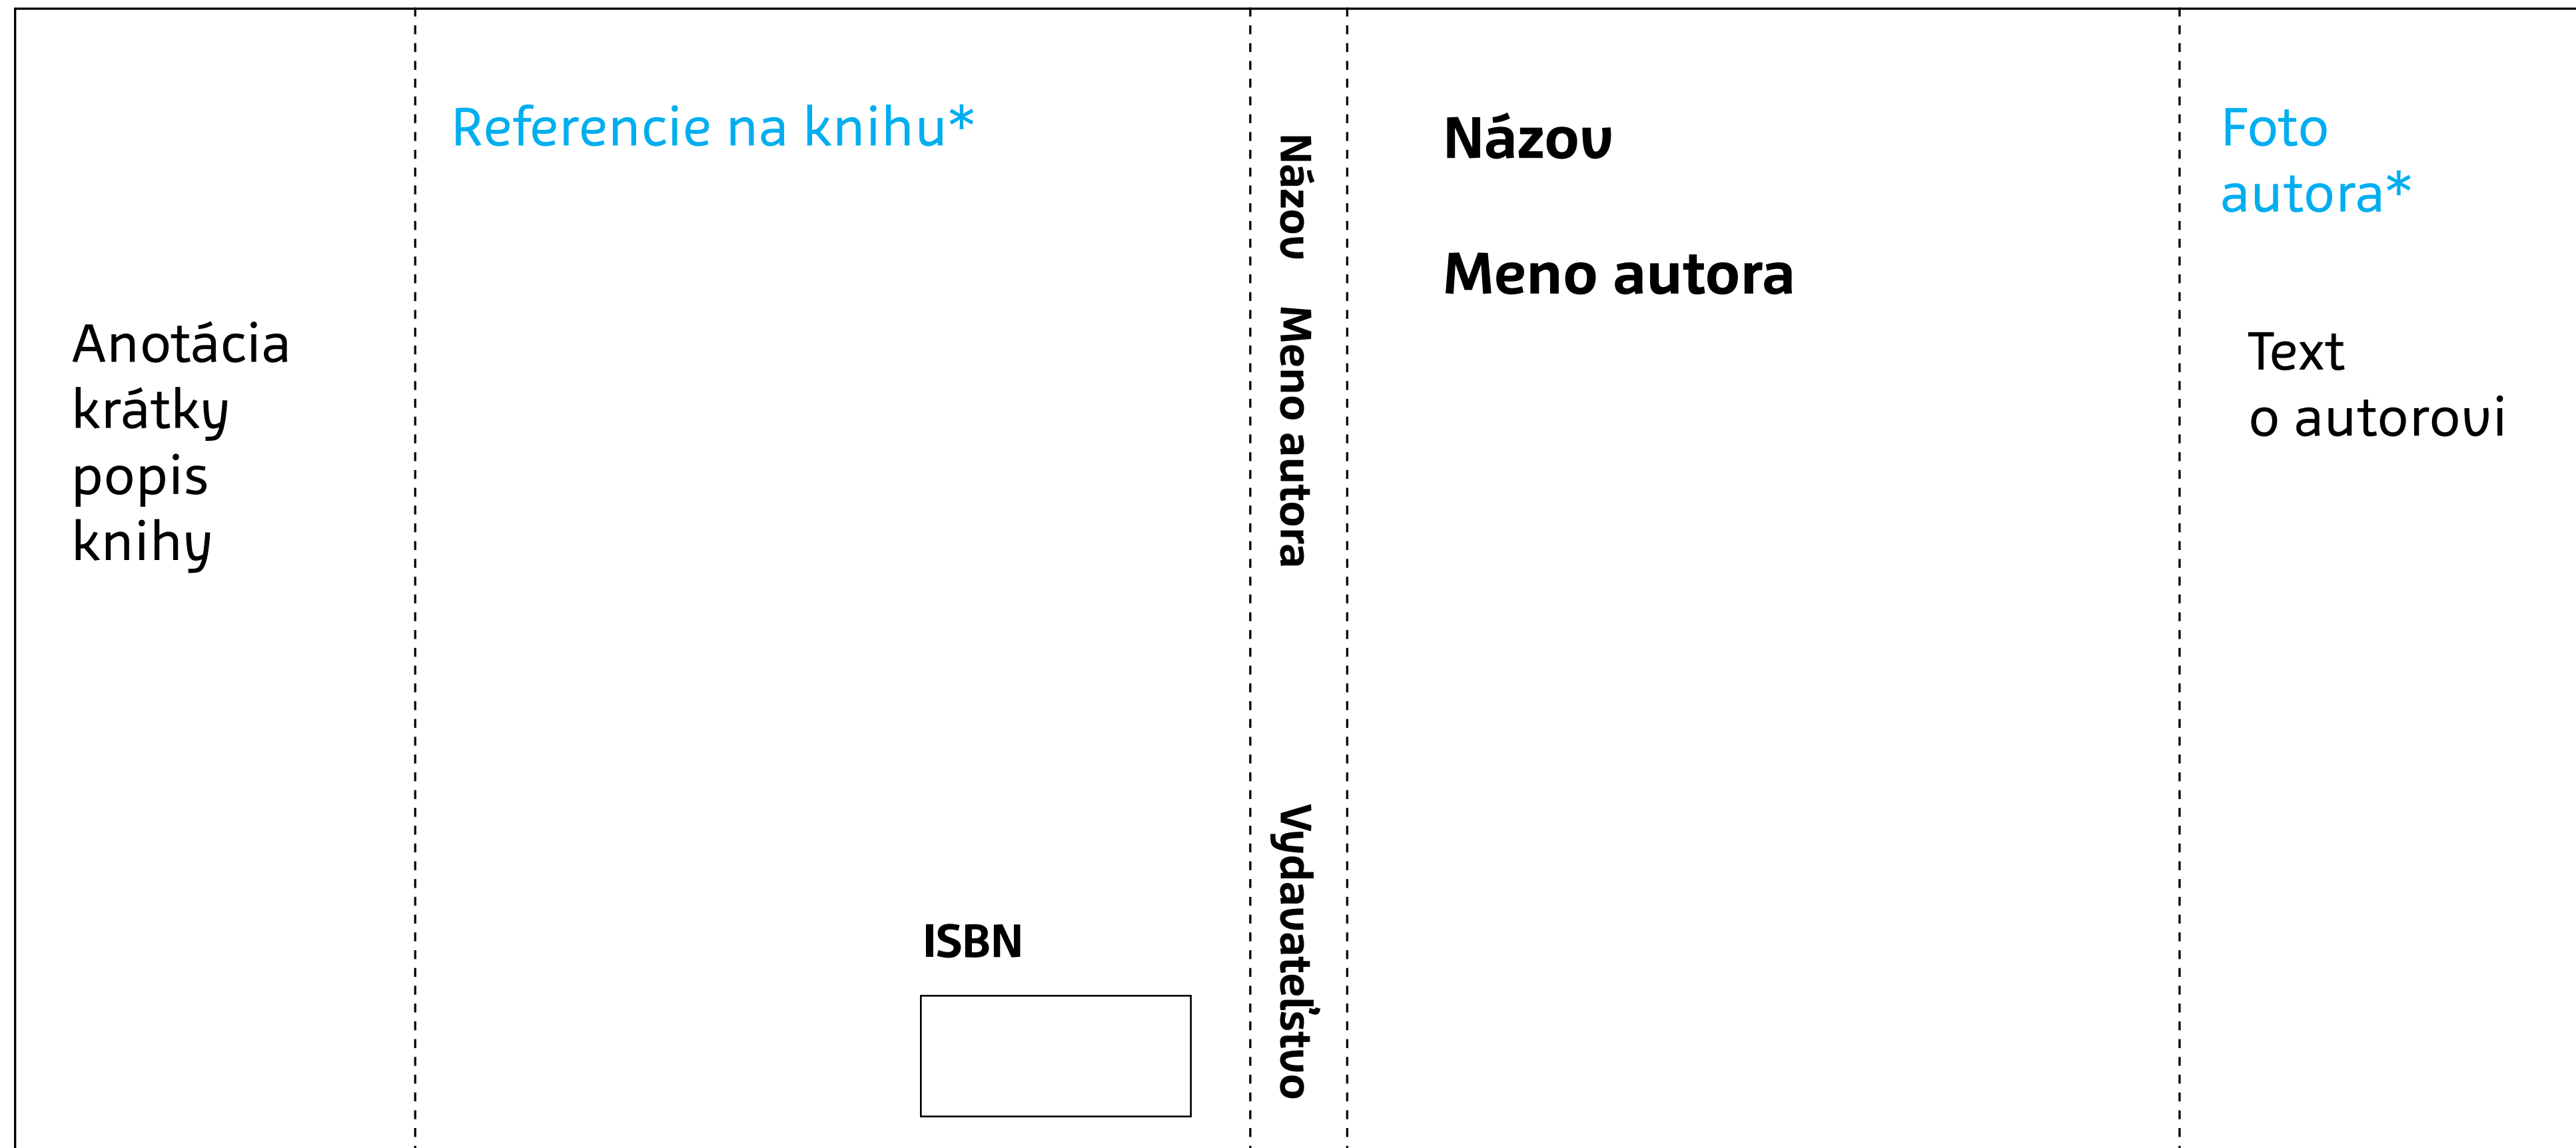 Anotácia
krátky
popis
knihy
Referencie na knihu*
ISBN
Názov Meno autora Vydavateľstvo
Názov
Meno autora
Foto
autora*
Text
o autorovi